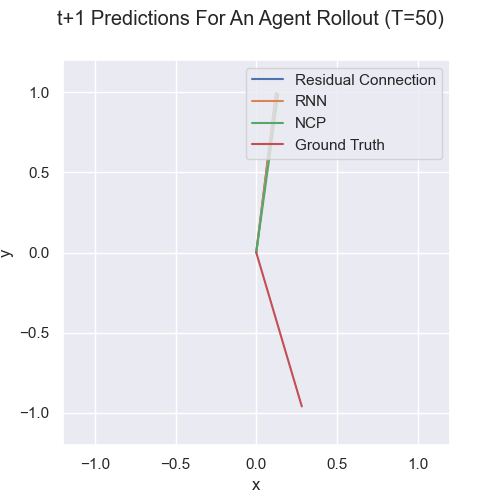 t+1 Predictions For An Agent Rollout (T=50)
Residual Connection
RNN
NCP
Ground Truth
1.0
0.5
0.0
−0.5
−1.0
y
−1.0 −0.5 0.0 0.5 1.0
x